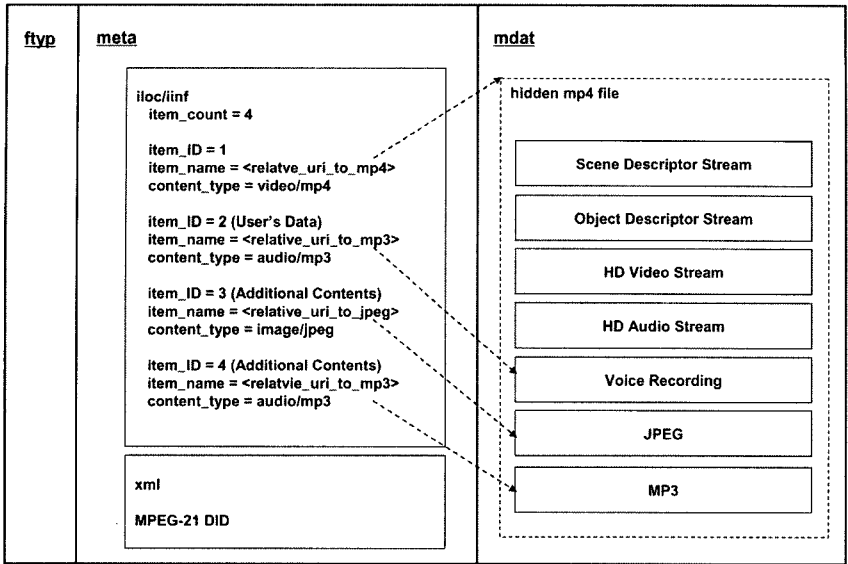 ftyp
meta
iloc/iinf
item_count = 4
item_ID = 1
item_name = <relatve_uri_to_mp4>
content_type = video/mp4
item_ID = 2 (User's Data)
item_name = <relative_uri_to_mp3>
content_type = audio/mp3
item_ID = 3 (Additional Contents)
item_name = <relative_uri_to_jpeg>
content_type = image/jpeg
item_ID = 4 (Additional Contents)
item_name = <relatvie_uri_to_mp3>
content_type = audio/mp3
xml
MPEG-21 DID
mdat
hidden mp4 file
Scene Descriptor Stream
Object Descriptor Stream
HD Video Stream
HD Audio Stream
Voice Recording
JPEG
MP3